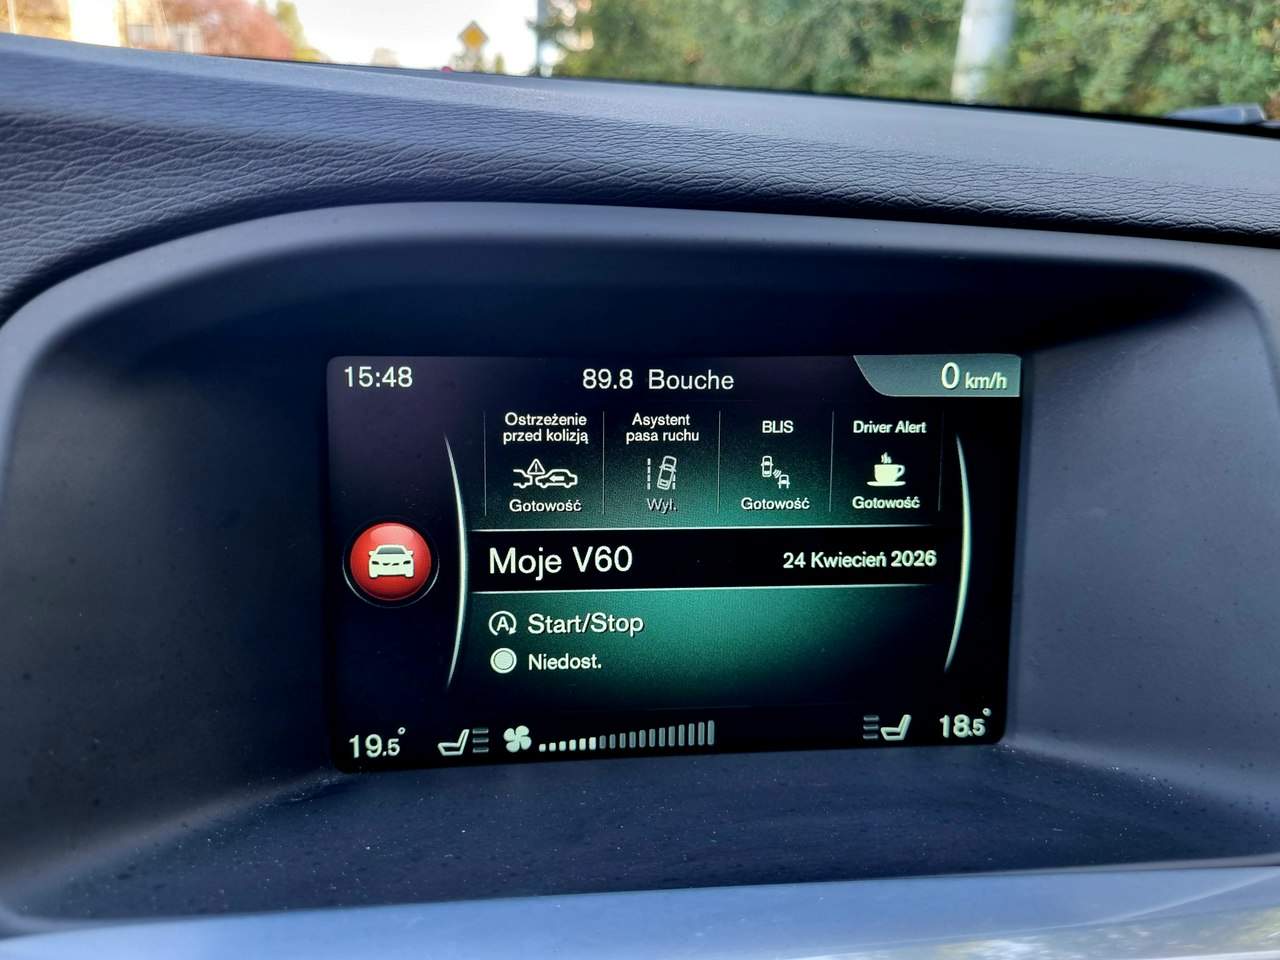 15:48 89.8 Bouche 0 km/h
Ostrzeżenie
przed kolizją
Gotowość
Asystent
pasa ruchu
Wył.
BLIS
Gotowość
Driver Alert
Gotowość
Moje V60 24 Kwiecień 2026
A Start/Stop
Niedost.
19.5° 18.5°